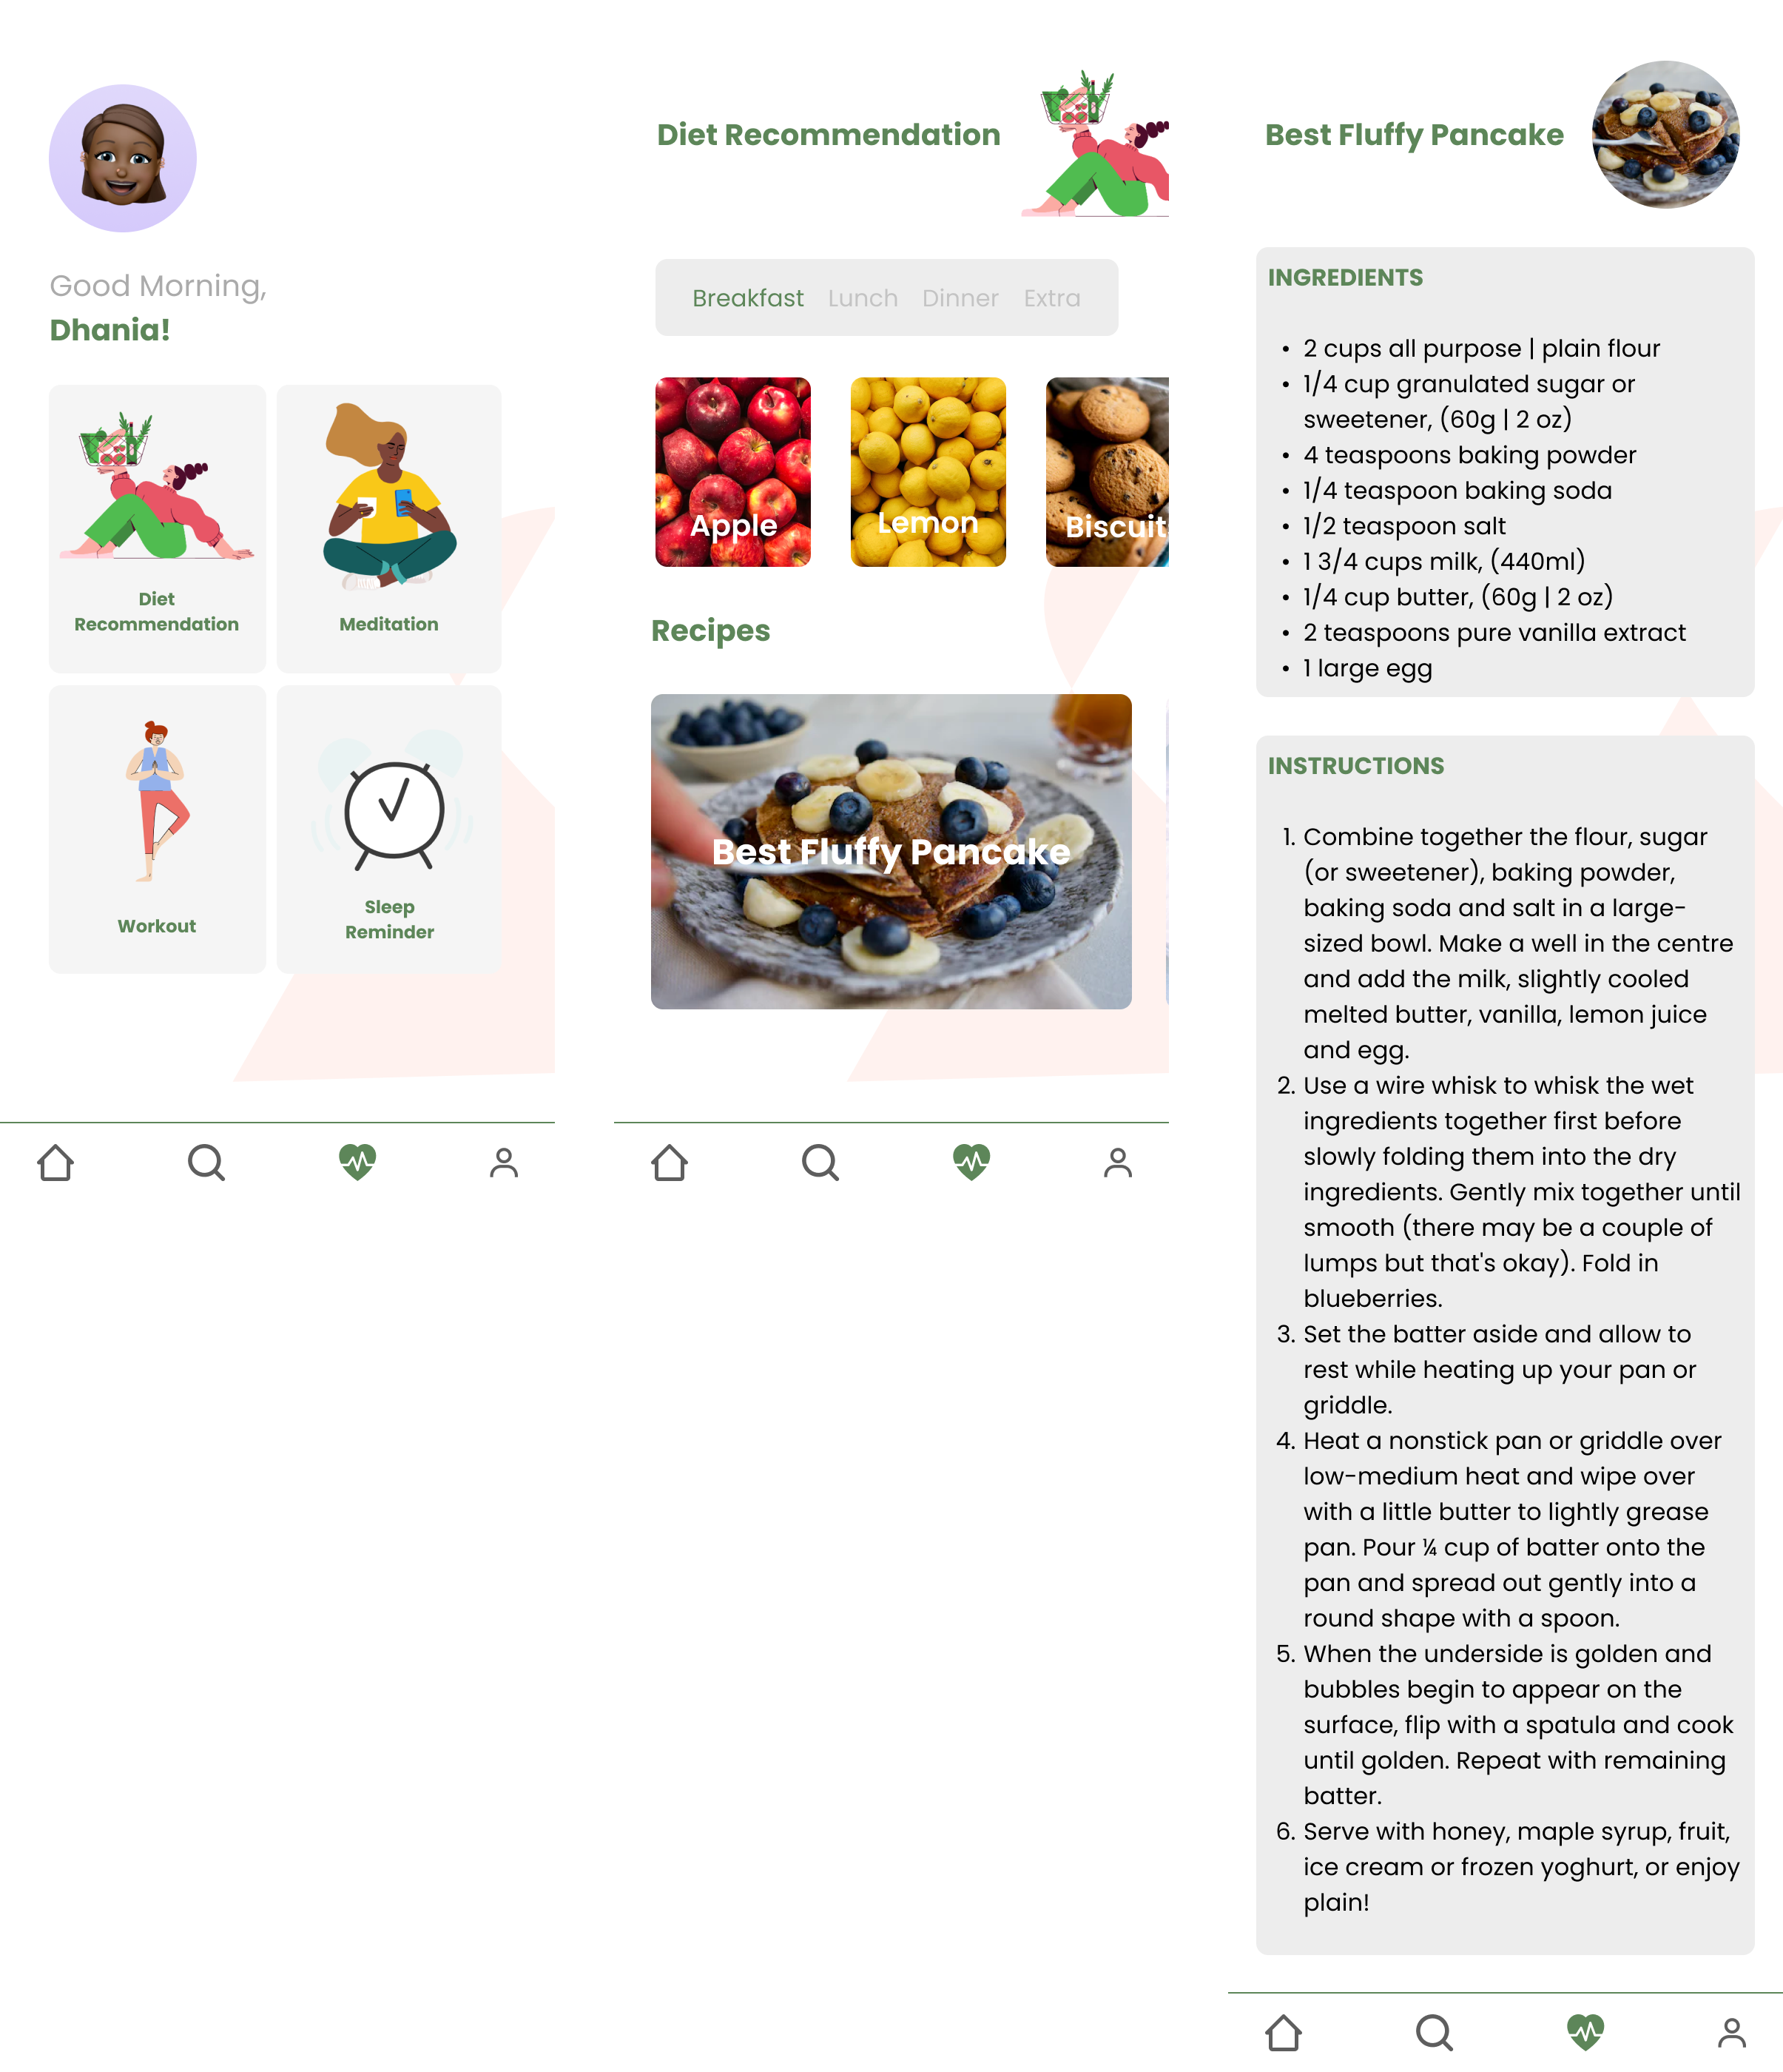 Good Morning,
Dhania!
Diet
Recommendation
Meditation
Workout
Sleep
Reminder
Diet Recommendation
Breakfast Lunch Dinner Extra
Apple
Lemon
Biscuit
Recipes
Best Fluffy Pancake
Best Fluffy Pancake
INGREDIENTS
• 2 cups all purpose | plain flour
• 1/4 cup granulated sugar or
sweetener, (60g | 2 oz)
• 4 teaspoons baking powder
• 1/4 teaspoon baking soda
• 1/2 teaspoon salt
• 1 3/4 cups milk, (440ml)
• 1/4 cup butter, (60g | 2 oz)
• 2 teaspoons pure vanilla extract
• 1 large egg
INSTRUCTIONS
1. Combine together the flour, sugar
(or sweetener), baking powder,
baking soda and salt in a large-
sized bowl. Make a well in the centre
and add the milk, slightly cooled
melted butter, vanilla, lemon juice
and egg.
2. Use a wire whisk to whisk the wet
ingredients together first before
slowly folding them into the dry
ingredients. Gently mix together until
smooth (there may be a couple of
lumps but that's okay). Fold in
blueberries.
3. Set the batter aside and allow to
rest while heating up your pan or
griddle.
4. Heat a nonstick pan or griddle over
low-medium heat and wipe over
with a little butter to lightly grease
pan. Pour ¼ cup of batter onto the
pan and spread out gently into a
round shape with a spoon.
5. When the underside is golden and
bubbles begin to appear on the
surface, flip with a spatula and cook
until golden. Repeat with remaining
batter.
6. Serve with honey, maple syrup, fruit,
ice cream or frozen yoghurt, or enjoy
plain!